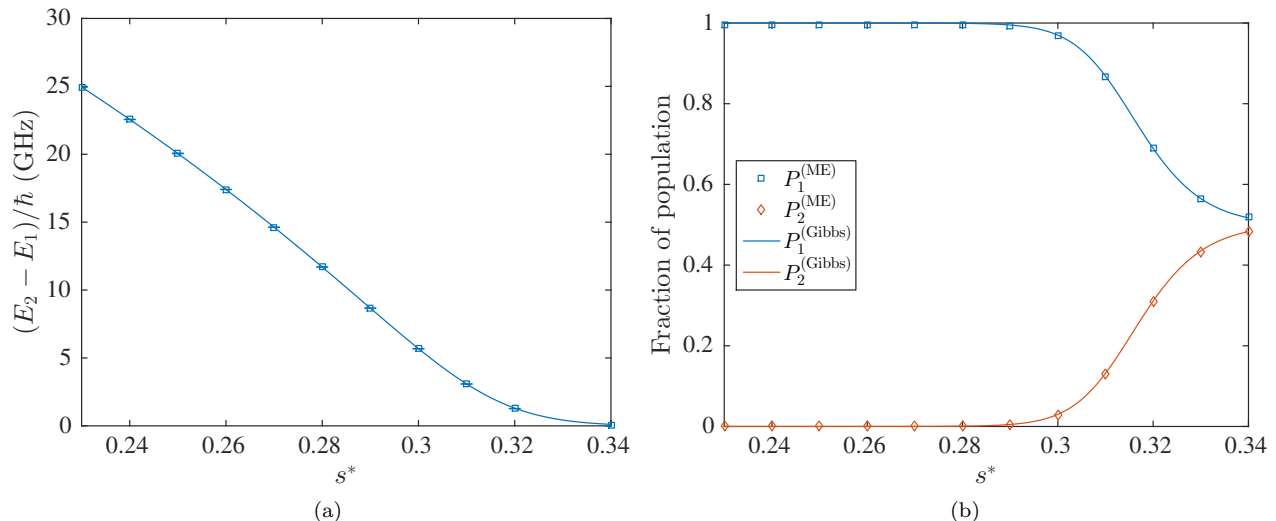 30
25
20
15
10
5
0
(E₂ − E₁)/ħ (GHz)
0.24 0.26 0.28 0.3 0.32 0.34
s*
(a)
1
0.8
0.6
0.4
0.2
0
Fraction of population
P₁^(ME)
P₂^(ME)
P₁^(Gibbs)
P₂^(Gibbs)
0.24 0.26 0.28 0.3 0.32 0.34
s*
(b)